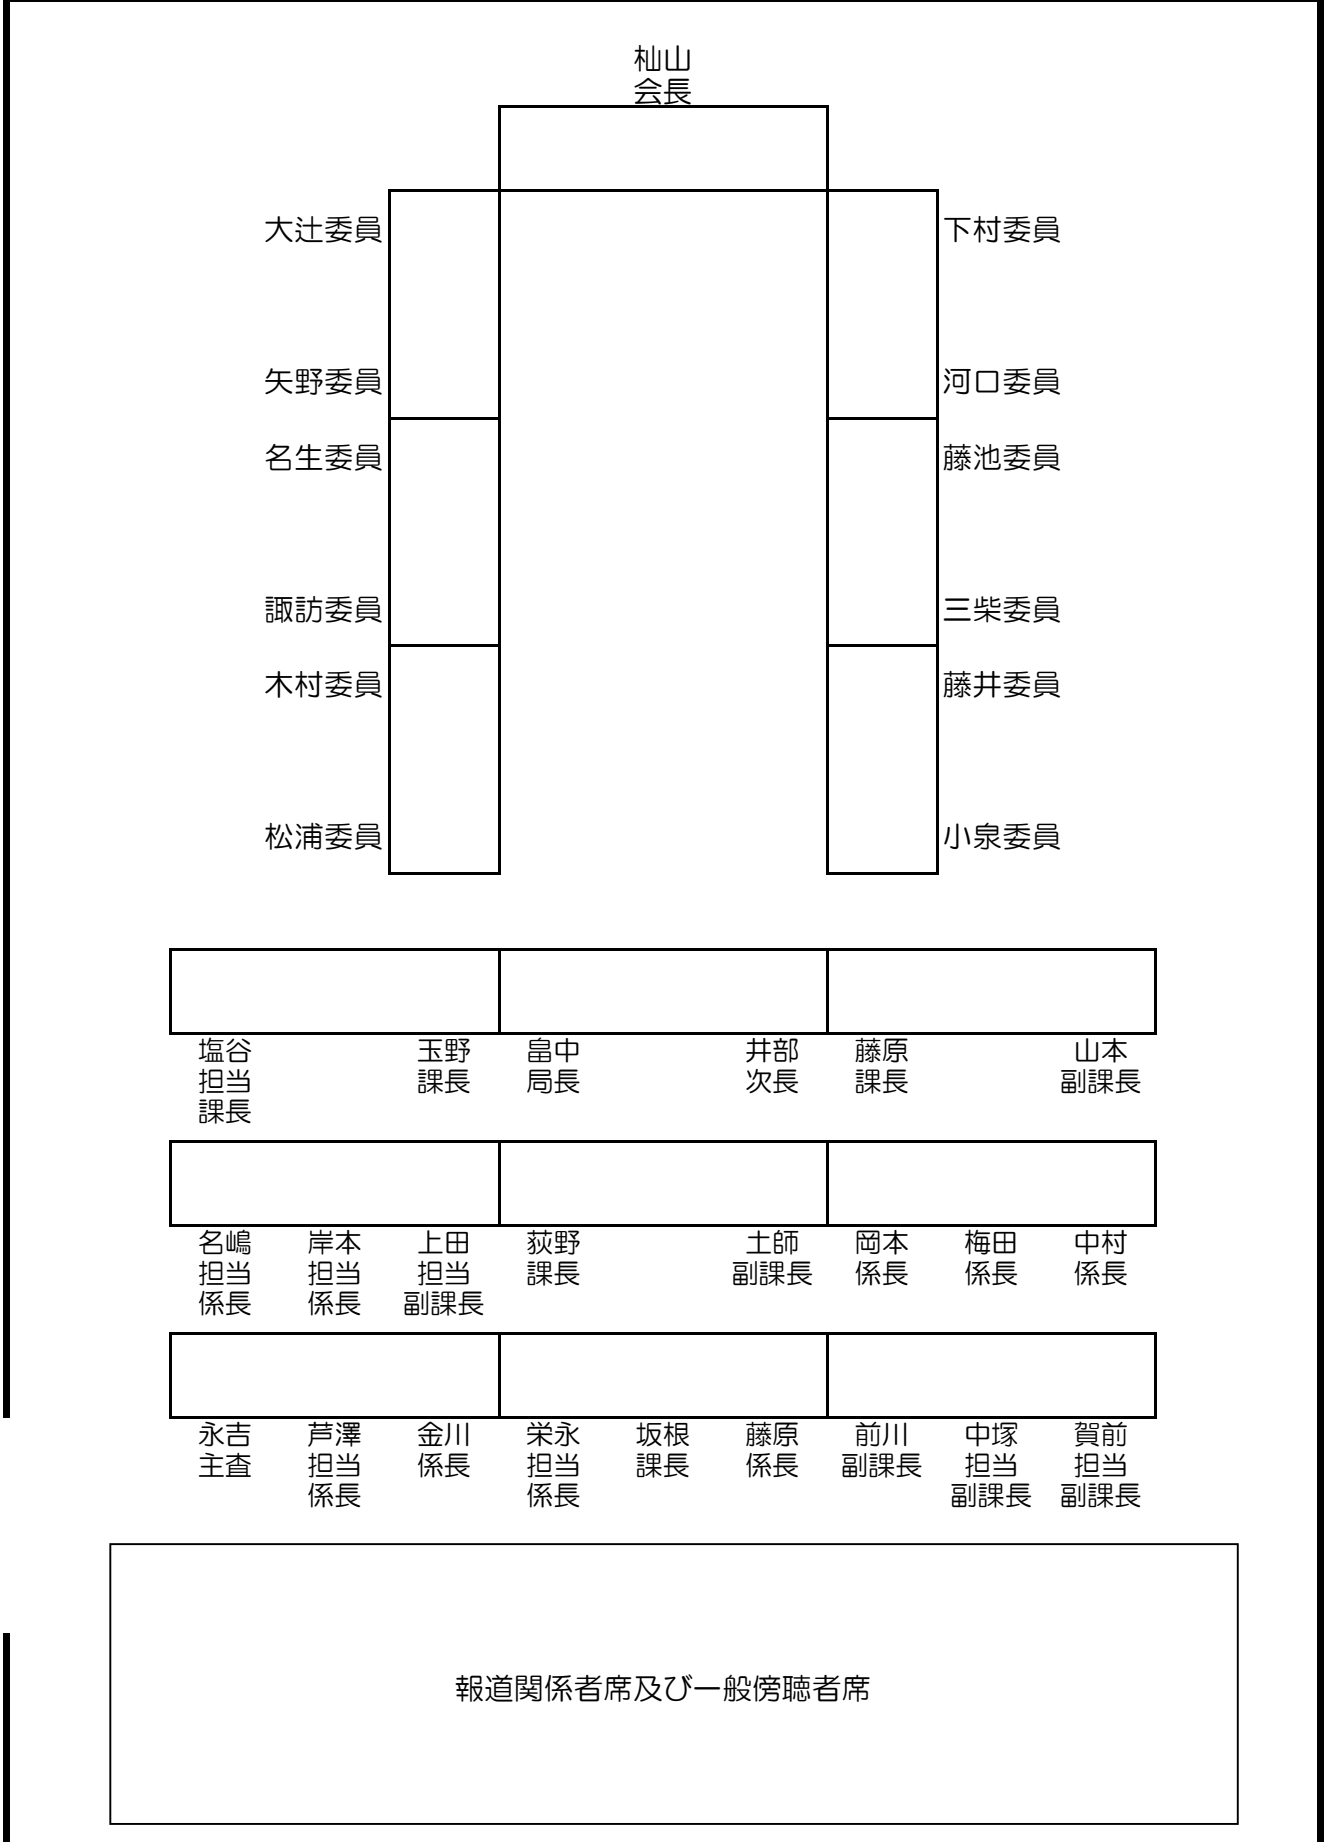 杣山
会長
大辻委員
下村委員
矢野委員
河口委員
名生委員
藤池委員
諏訪委員
三柴委員
木村委員
藤井委員
松浦委員
小泉委員
塩谷
担当
課長
玉野
課長
畠中
局長
井部
次長
藤原
課長
山本
副課長
名嶋
担当
係長
岸本
担当
係長
上田
担当
副課長
荻野
課長
土師
副課長
岡本
係長
梅田
係長
中村
係長
永吉
主査
芦澤
担当
係長
金川
係長
栄永
担当
係長
坂根
課長
藤原
係長
前川
副課長
中塚
担当
副課長
賀前
担当
副課長
報道関係者席及び一般傍聴者席